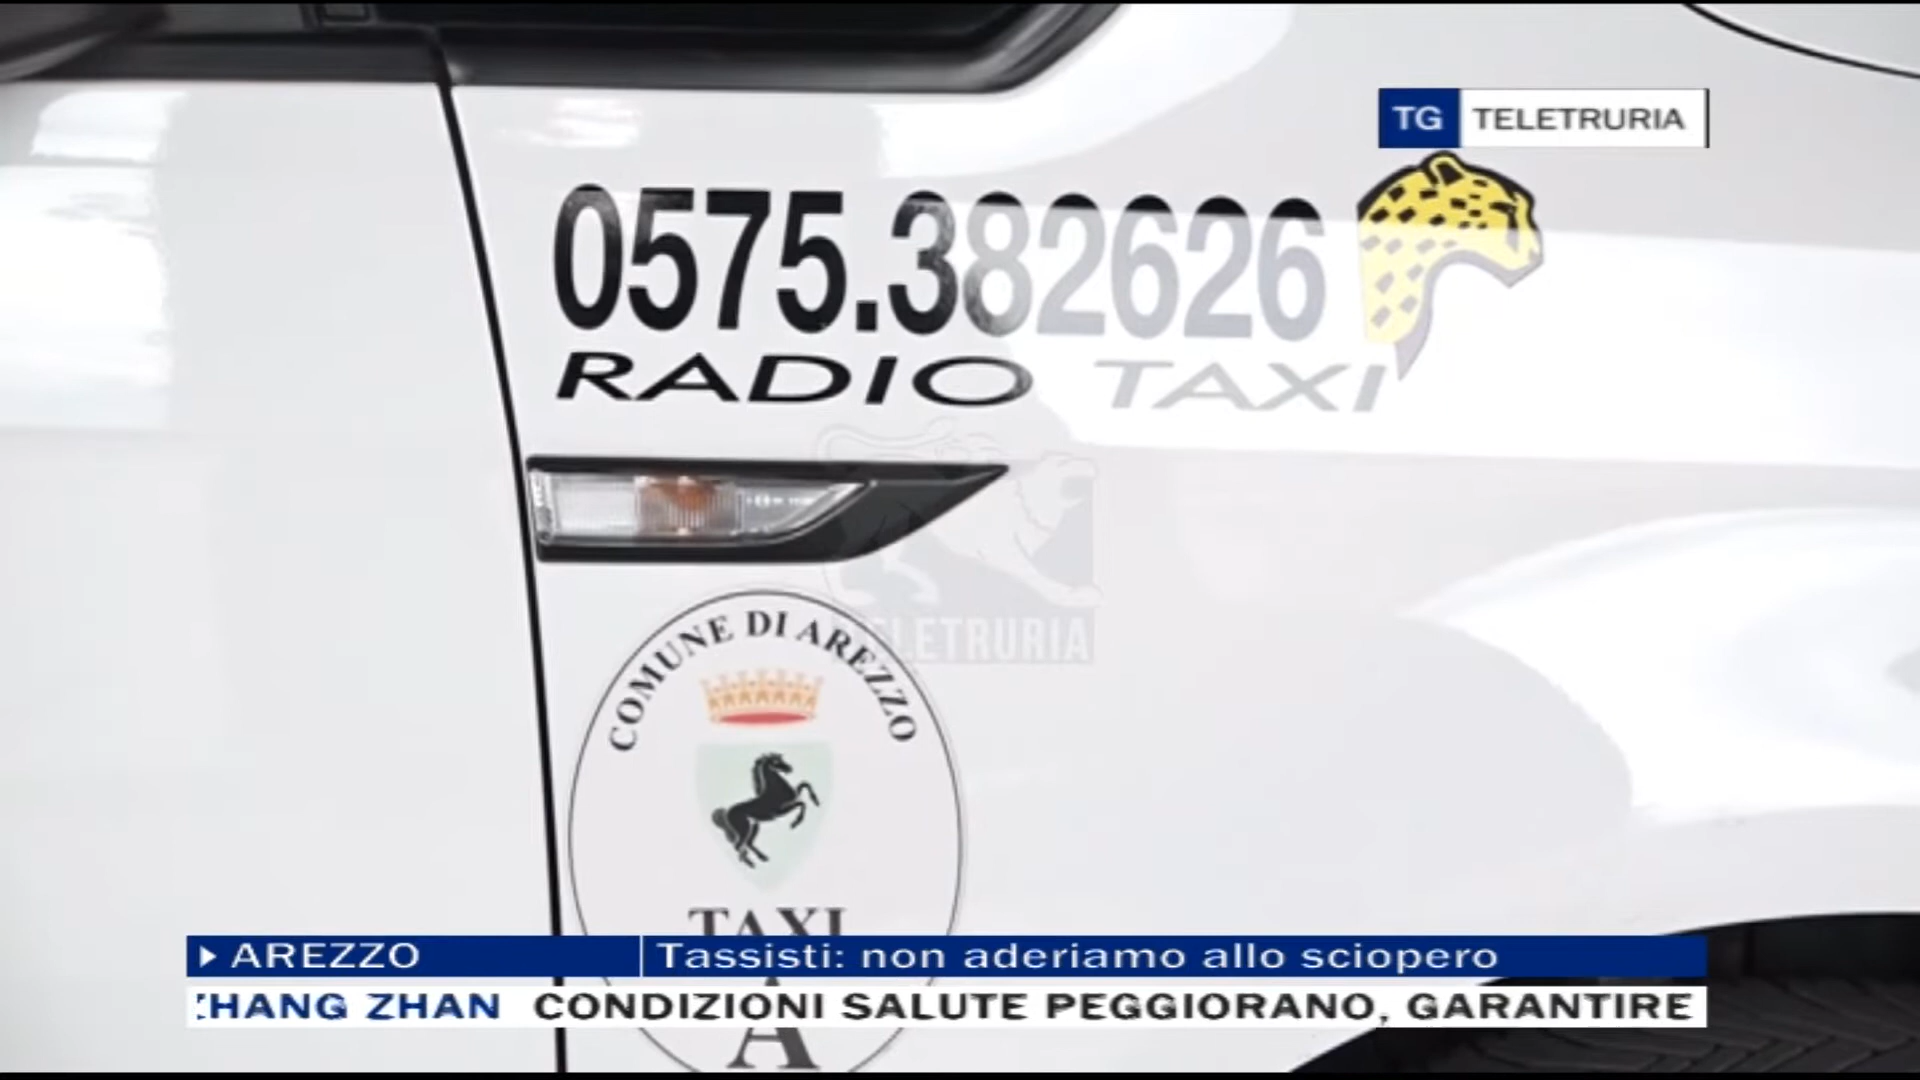 TG TELETRURIA
0575.382626
RADIO TAXI
TELETRURIA
COMUNE DI AREZZO
TAXI
A
AREZZO Tassisti: non aderiamo allo sciopero
ZHANG ZHAN CONDIZIONI SALUTE PEGGIORANO, GARANTIRE